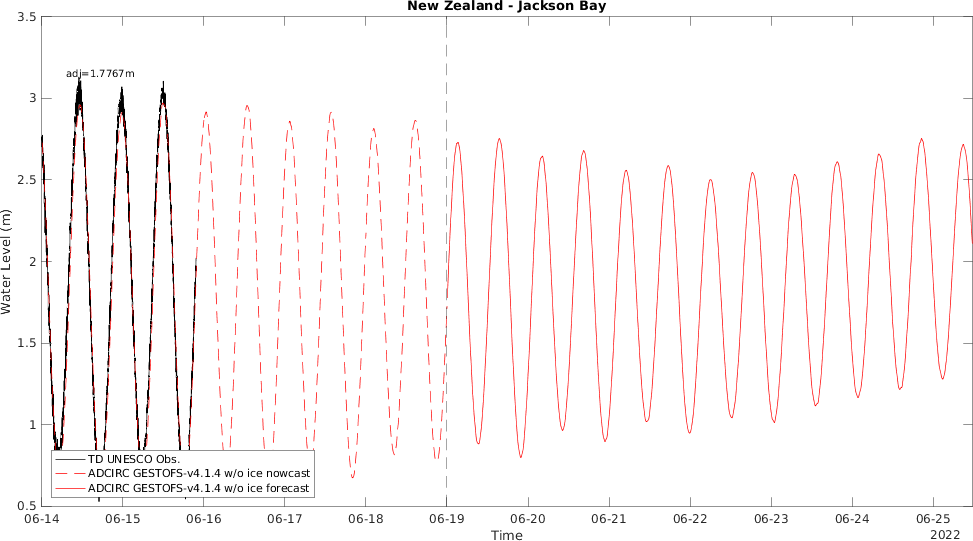 New Zealand - Jackson Bay
3.5
3
2.5
2
1.5
1
0.5
Water Level (m)
adj=1.7767m
TD UNESCO Obs.
ADCIRC GESTOFS-v4.1.4 w/o ice nowcast
ADCIRC GESTOFS-v4.1.4 w/o ice forecast
06-14 06-15 06-16 06-17 06-18 06-19 06-20 06-21 06-22 06-23 06-24 06-25
Time
2022